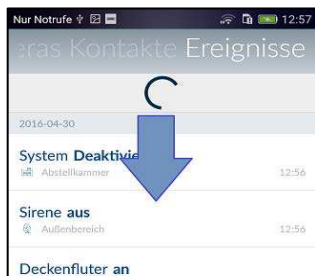 Nur Notrufe 12:57
eras Kontakte Ereignisse
2016-04-30
System Deaktivie
Abstellkammer 12:56
Sirene aus
Außenbereich 12:56
Deckenfluter an